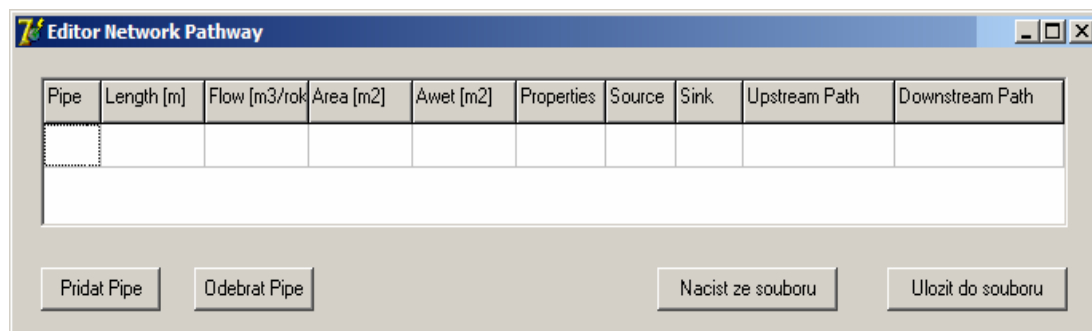 Editor Network Pathway
Pipe Length [m] Flow [m3/rok Area [m2] Awet [m2] Properties Source Sink Upstream Path Downstream Path
Pridat Pipe Odebrat Pipe Nacist ze souboru Ulozit do souboru